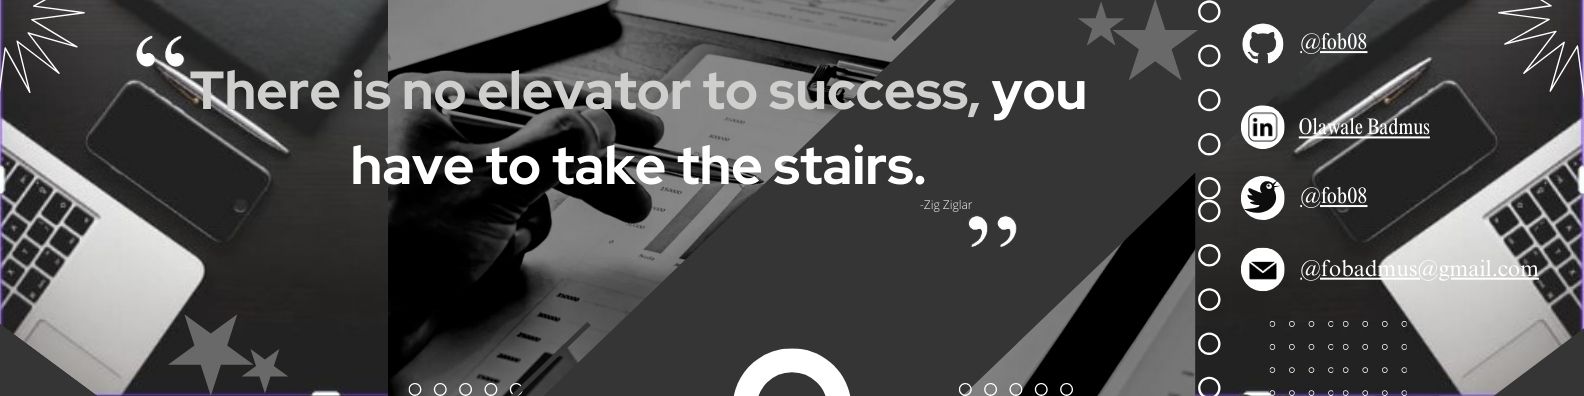 “There is no elevator to success, you
have to take the stairs.
-Zig Ziglar
”
@fob08
in Olawale Badmus
@fob08
@fobadmus@gmail.com